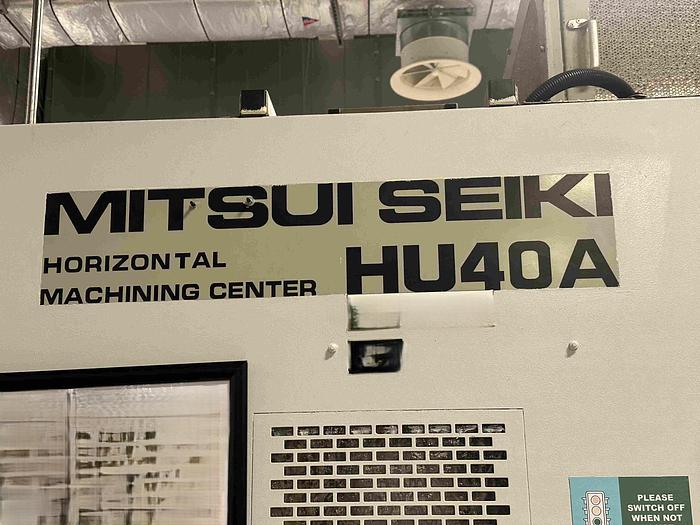 MITSUI SEIKI
HORIZONTAL
MACHINING CENTER
HU40A
PLEASE
SWITCH OFF
WHEN NOT